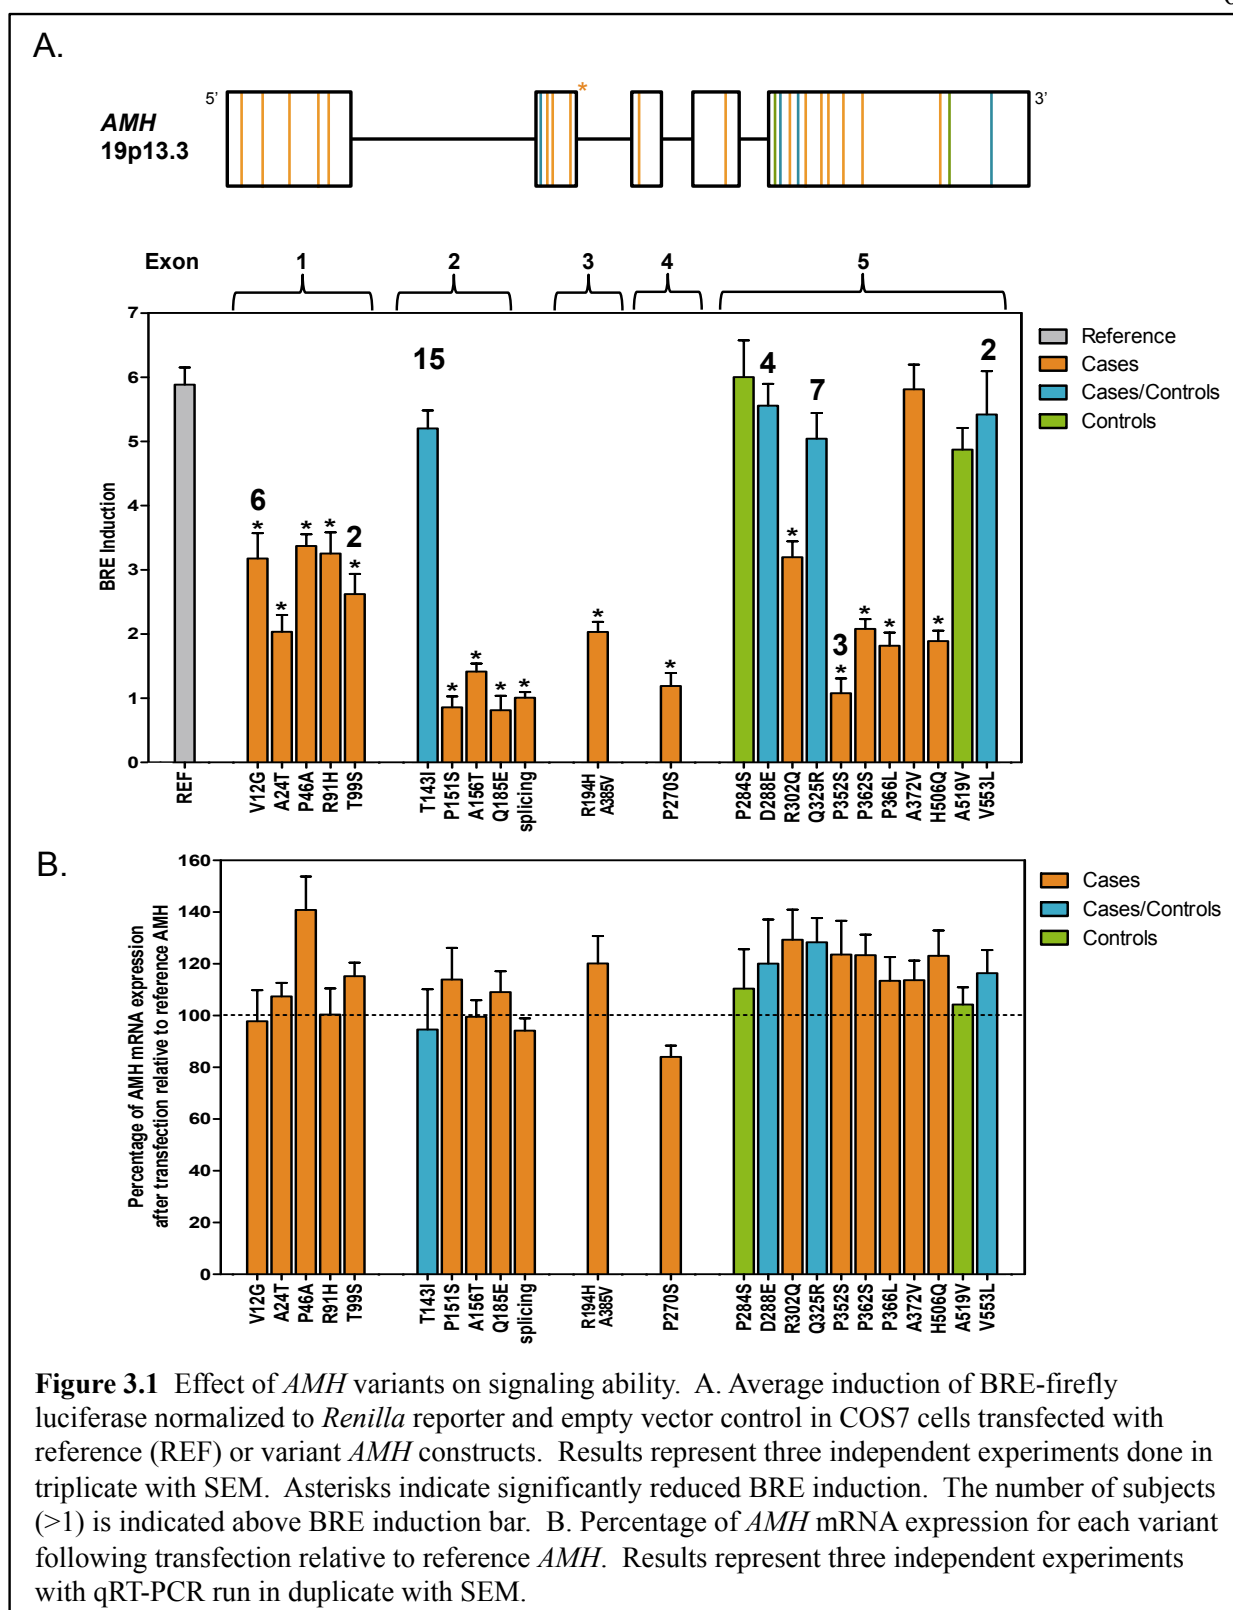 A.
5' * 3'
AMH
19p13.3
Exon 1 2 3 4 5
7
6
5
4
3
2
1
0
BRE Induction
15
4
7
2
6
2
3
* * * * *
* * * *
*
*
* * * * *
Reference
Cases
Cases/Controls
Controls
REF V12G A24T P46A R91H T99S T143I P151S A156T Q185E splicing R194H A385V P270S P284S D288E R302Q Q325R P352S P362S P366L A372V H506Q A519V V553L
B.
160
140
120
100
80
60
40
20
0
Percentage of AMH mRNA expression
after transfection relative to reference AMH
Cases
Cases/Controls
Controls
V12G A24T P46A R91H T99S T143I P151S A156T Q185E splicing R194H A385V P270S P284S D288E R302Q Q325R P352S P362S P366L A372V H506Q A519V V553L
Figure 3.1 Effect of AMH variants on signaling ability. A. Average induction of BRE-firefly
luciferase normalized to Renilla reporter and empty vector control in COS7 cells transfected with
reference (REF) or variant AMH constructs. Results represent three independent experiments done in
triplicate with SEM. Asterisks indicate significantly reduced BRE induction. The number of subjects
(>1) is indicated above BRE induction bar. B. Percentage of AMH mRNA expression for each variant
following transfection relative to reference AMH. Results represent three independent experiments
with qRT-PCR run in duplicate with SEM.